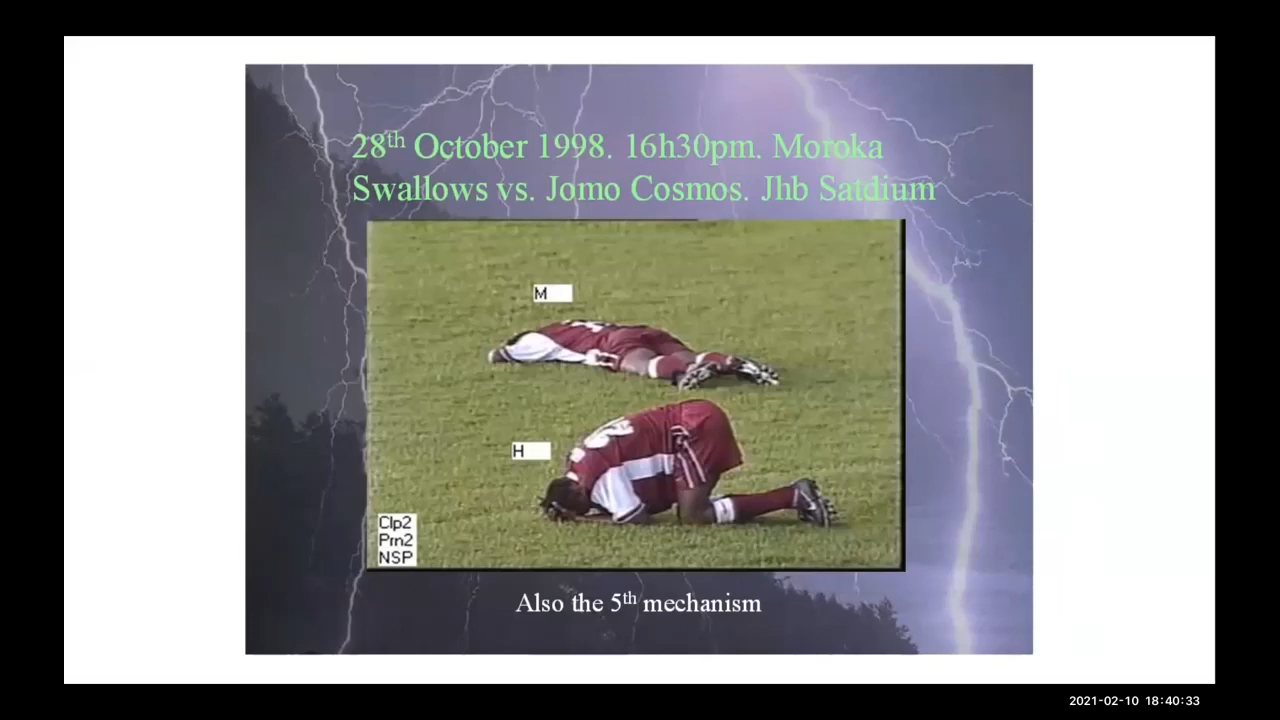 28th October 1998. 16h30pm. Moroka
Swallows vs. Jomo Cosmos. Jhb Satdium
M
H
Clp2
Prn2
NSP
Also the 5th mechanism
2021-02-10 18:40:33